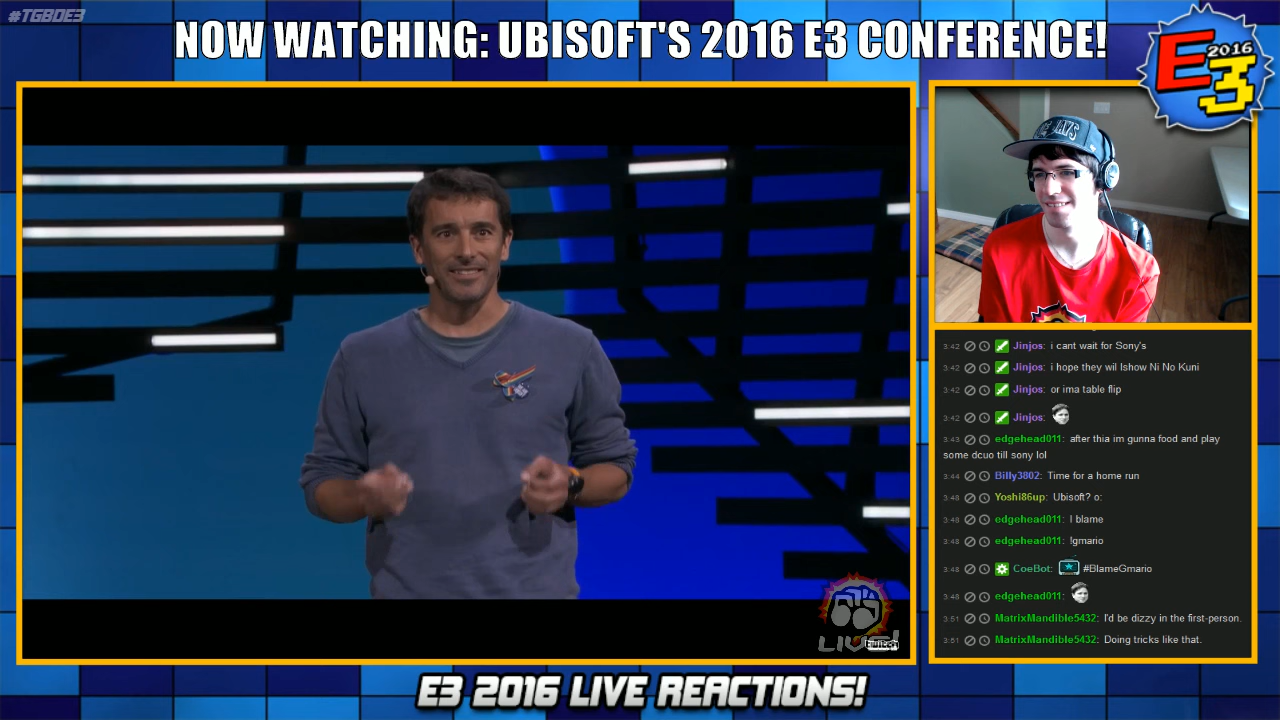 #TGBDE3
NOW WATCHING: UBISOFT'S 2016 E3 CONFERENCE!
E3 2016
JAYS
3:42 Jinjos: i cant wait for Sony's
3:42 Jinjos: i hope they wil lshow Ni No Kuni
3:42 Jinjos: or ima table flip
3:42 Jinjos:
3:43 edgehead011: after thia im gunna food and play
some dcuo till sony lol
3:44 Billy3802: Time for a home run
3:48 Yoshi86up: Ubisoft? o:
3:48 edgehead011: I blame
3:48 edgehead011: !gmario
3:48 CoeBot: #BlameGmario
3:48 edgehead011:
3:51 MatrixMandible5432: I'd be dizzy in the first-person.
3:51 MatrixMandible5432: Doing tricks like that.
LIVE!
twitch
E3 2016 LIVE REACTIONS!